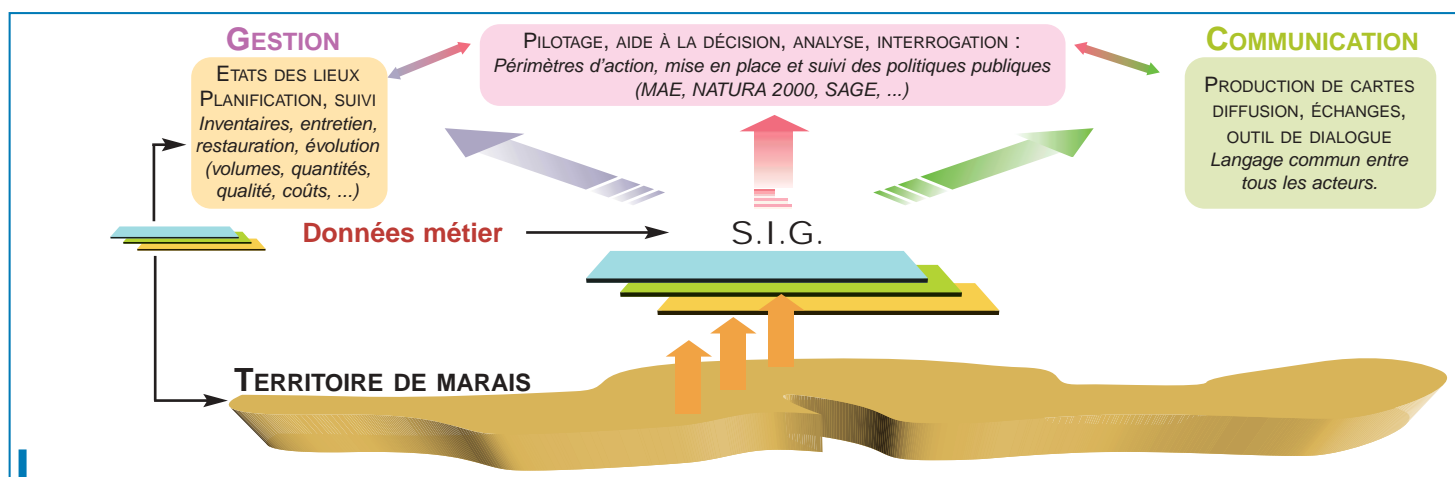 GESTION
ETATS DES LIEUX
PLANIFICATION, SUIVI
Inventaires, entretien,
restauration, évolution
(volumes, quantités,
qualité, coûts, ...)
PILOTAGE, AIDE À LA DÉCISION, ANALYSE, INTERROGATION :
Périmètres d'action, mise en place et suivi des politiques publiques
(MAE, NATURA 2000, SAGE, ...)
COMMUNICATION
PRODUCTION DE CARTES
DIFFUSION, ÉCHANGES,
OUTIL DE DIALOGUE
Langage commun entre
tous les acteurs.
Données métier
S.I.G.
TERRITOIRE DE MARAIS